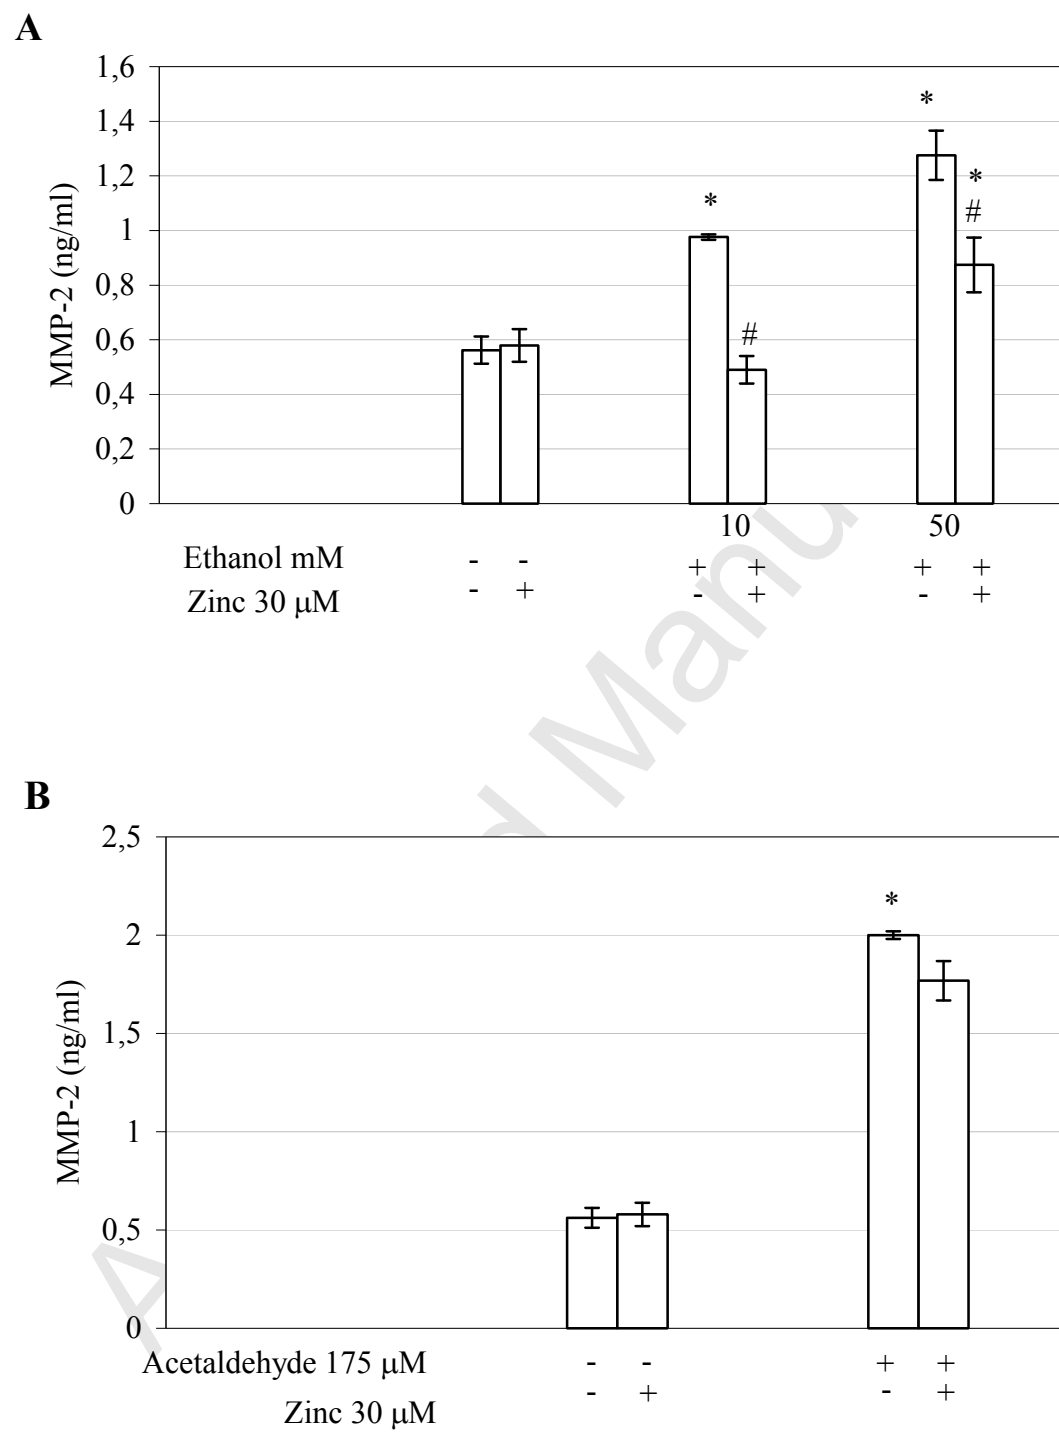 A
1,6
1,4
1,2
1
0,8
0,6
0,4
0,2
0
MMP-2 (ng/ml)
*
#
*
*
#
10 50
Ethanol mM - - + + + +
Zinc 30 μM - + - + - +
B
2,5
2
1,5
1
0,5
0
MMP-2 (ng/ml)
*
Acetaldehyde 175 μM - - + +
Zinc 30 μM - + - +